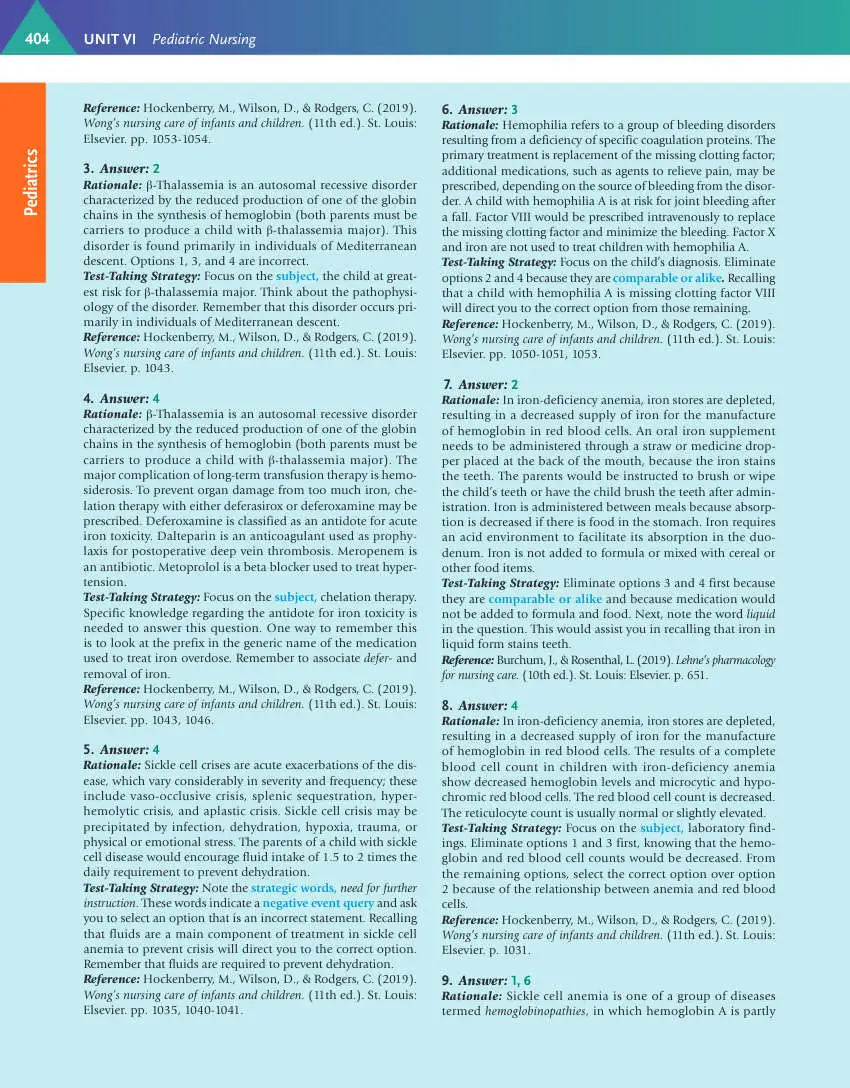 404
UNIT VI Pediatric Nursing
Pediatrics
Reference: Hockenberry, M., Wilson, D., & Rodgers, C. (2019).
Wong's nursing care of infants and children. (11th ed.). St. Louis:
Elsevier. pp. 1053-1054.
3. Answer: 2
Rationale: β-Thalassemia is an autosomal recessive disorder
characterized by the reduced production of one of the globin
chains in the synthesis of hemoglobin (both parents must be
carriers to produce a child with β-thalassemia major). This
disorder is found primarily in individuals of Mediterranean
descent. Options 1, 3, and 4 are incorrect.
Test-Taking Strategy: Focus on the subject, the child at great-
est risk for β-thalassemia major. Think about the pathophysi-
ology of the disorder. Remember that this disorder occurs pri-
marily in individuals of Mediterranean descent.
Reference: Hockenberry, M., Wilson, D., & Rodgers, C. (2019).
Wong's nursing care of infants and children. (11th ed.). St. Louis:
Elsevier. p. 1043.
4. Answer: 4
Rationale: β-Thalassemia is an autosomal recessive disorder
characterized by the reduced production of one of the globin
chains in the synthesis of hemoglobin (both parents must be
carriers to produce a child with β-thalassemia major). The
major complication of long-term transfusion therapy is hemo-
siderosis. To prevent organ damage from too much iron, che-
lation therapy with either deferasirox or deferoxamine may be
prescribed. Deferoxamine is classified as an antidote for acute
iron toxicity. Dalteparin is an anticoagulant used as prophy-
laxis for postoperative deep vein thrombosis. Meropenem is
an antibiotic. Metoprolol is a beta blocker used to treat hyper-
tension.
Test-Taking Strategy: Focus on the subject, chelation therapy.
Specific knowledge regarding the antidote for iron toxicity is
needed to answer this question. One way to remember this
is to look at the prefix in the generic name of the medication
used to treat iron overdose. Remember to associate defer- and
removal of iron.
Reference: Hockenberry, M., Wilson, D., & Rodgers, C. (2019).
Wong's nursing care of infants and children. (11th ed.). St. Louis:
Elsevier. pp. 1043, 1046.
5. Answer: 4
Rationale: Sickle cell crises are acute exacerbations of the dis-
ease, which vary considerably in severity and frequency; these
include vaso-occlusive crisis, splenic sequestration, hyper-
hemolytic crisis, and aplastic crisis. Sickle cell crisis may be
precipitated by infection, dehydration, hypoxia, trauma, or
physical or emotional stress. The parents of a child with sickle
cell disease would encourage fluid intake of 1.5 to 2 times the
daily requirement to prevent dehydration.
Test-Taking Strategy: Note the strategic words, need for further
instruction. These words indicate a negative event query and ask
you to select an option that is an incorrect statement. Recalling
that fluids are a main component of treatment in sickle cell
anemia to prevent crisis will direct you to the correct option.
Remember that fluids are required to prevent dehydration.
Reference: Hockenberry, M., Wilson, D., & Rodgers, C. (2019).
Wong's nursing care of infants and children. (11th ed.). St. Louis:
Elsevier. pp. 1035, 1040-1041.
6. Answer: 3
Rationale: Hemophilia refers to a group of bleeding disorders
resulting from a deficiency of specific coagulation proteins. The
primary treatment is replacement of the missing clotting factor;
additional medications, such as agents to relieve pain, may be
prescribed, depending on the source of bleeding from the disor-
der. A child with hemophilia A is at risk for joint bleeding after
a fall. Factor VIII would be prescribed intravenously to replace
the missing clotting factor and minimize the bleeding. Factor X
and iron are not used to treat children with hemophilia A.
Test-Taking Strategy: Focus on the child's diagnosis. Eliminate
options 2 and 4 because they are comparable or alike. Recalling
that a child with hemophilia A is missing clotting factor VIII
will direct you to the correct option from those remaining.
Reference: Hockenberry, M., Wilson, D., & Rodgers, C. (2019).
Wong's nursing care of infants and children. (11th ed.). St. Louis:
Elsevier. pp. 1050-1051, 1053.
7. Answer: 2
Rationale: In iron-deficiency anemia, iron stores are depleted,
resulting in a decreased supply of iron for the manufacture
of hemoglobin in red blood cells. An oral iron supplement
needs to be administered through a straw or medicine drop-
per placed at the back of the mouth, because the iron stains
the teeth. The parents would be instructed to brush or wipe
the child's teeth or have the child brush the teeth after admin-
istration. Iron is administered between meals because absorp-
tion is decreased if there is food in the stomach. Iron requires
an acid environment to facilitate its absorption in the duo-
denum. Iron is not added to formula or mixed with cereal or
other food items.
Test-Taking Strategy: Eliminate options 3 and 4 first because
they are comparable or alike and because medication would
not be added to formula and food. Next, note the word liquid
in the question. This would assist you in recalling that iron in
liquid form stains teeth.
Reference: Burchum, J., & Rosenthal, L. (2019). Lehne's pharmacology
for nursing care. (10th ed.). St. Louis: Elsevier. p. 651.
8. Answer: 4
Rationale: In iron-deficiency anemia, iron stores are depleted,
resulting in a decreased supply of iron for the manufacture
of hemoglobin in red blood cells. The results of a complete
blood cell count in children with iron-deficiency anemia
show decreased hemoglobin levels and microcytic and hypo-
chromic red blood cells. The red blood cell count is decreased.
The reticulocyte count is usually normal or slightly elevated.
Test-Taking Strategy: Focus on the subject, laboratory find-
ings. Eliminate options 1 and 3 first, knowing that the hemo-
globin and red blood cell counts would be decreased. From
the remaining options, select the correct option over option
2 because of the relationship between anemia and red blood
cells.
Reference: Hockenberry, M., Wilson, D., & Rodgers, C. (2019).
Wong's nursing care of infants and children. (11th ed.). St. Louis:
Elsevier. p. 1031.
9. Answer: 1, 6
Rationale: Sickle cell anemia is one of a group of diseases
termed hemoglobinopathies, in which hemoglobin A is partly